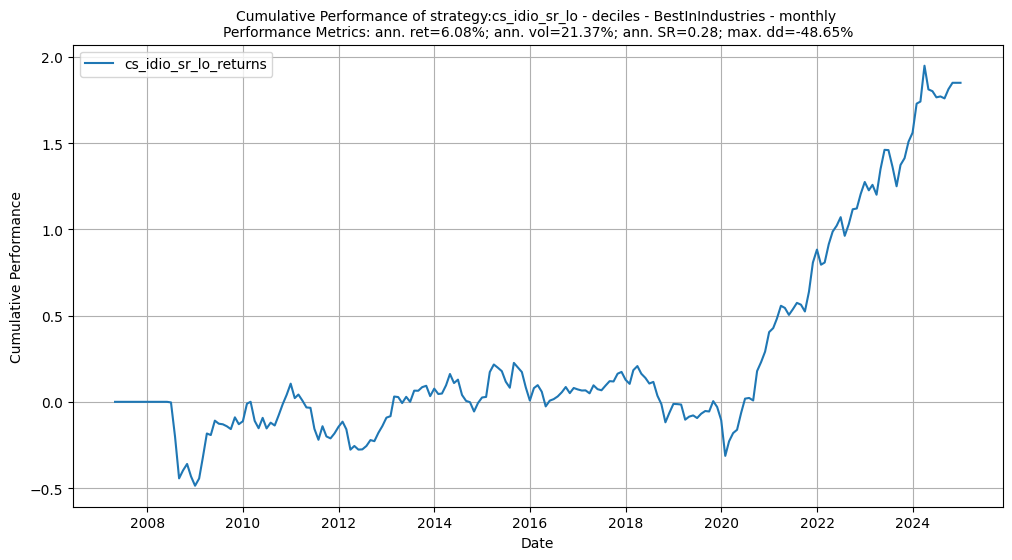 Cumulative Performance of strategy:cs_idio_sr_lo - deciles - BestInIndustries - monthly
Performance Metrics: ann. ret=6.08%; ann. vol=21.37%; ann. SR=0.28; max. dd=-48.65%
cs_idio_sr_lo_returns
Cumulative Performance
2.0
1.5
1.0
0.5
0.0
−0.5
2008 2010 2012 2014 2016 2018 2020 2022 2024
Date